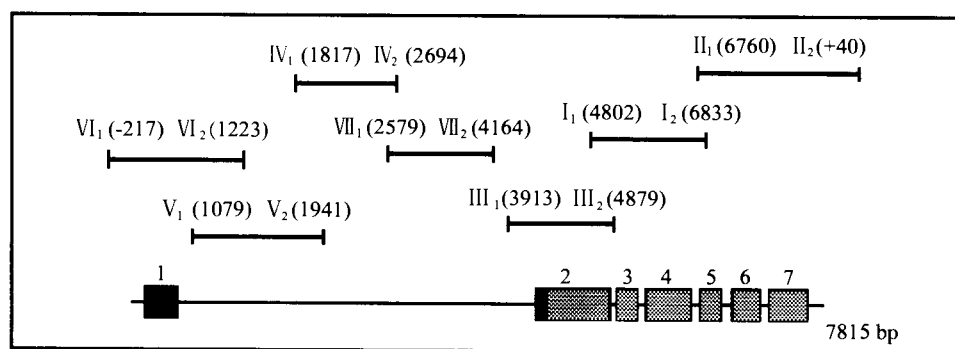 II₁ (6760) II₂ (+40)
IV₁ (1817) IV₂ (2694)
I₁ (4802) I₂ (6833)
VI₁ (-217) VI₂ (1223)
VII₁ (2579) VII₂ (4164)
V₁ (1079) V₂ (1941)
III₁ (3913) III₂ (4879)
1 2 3 4 5 6 7
7815 bp